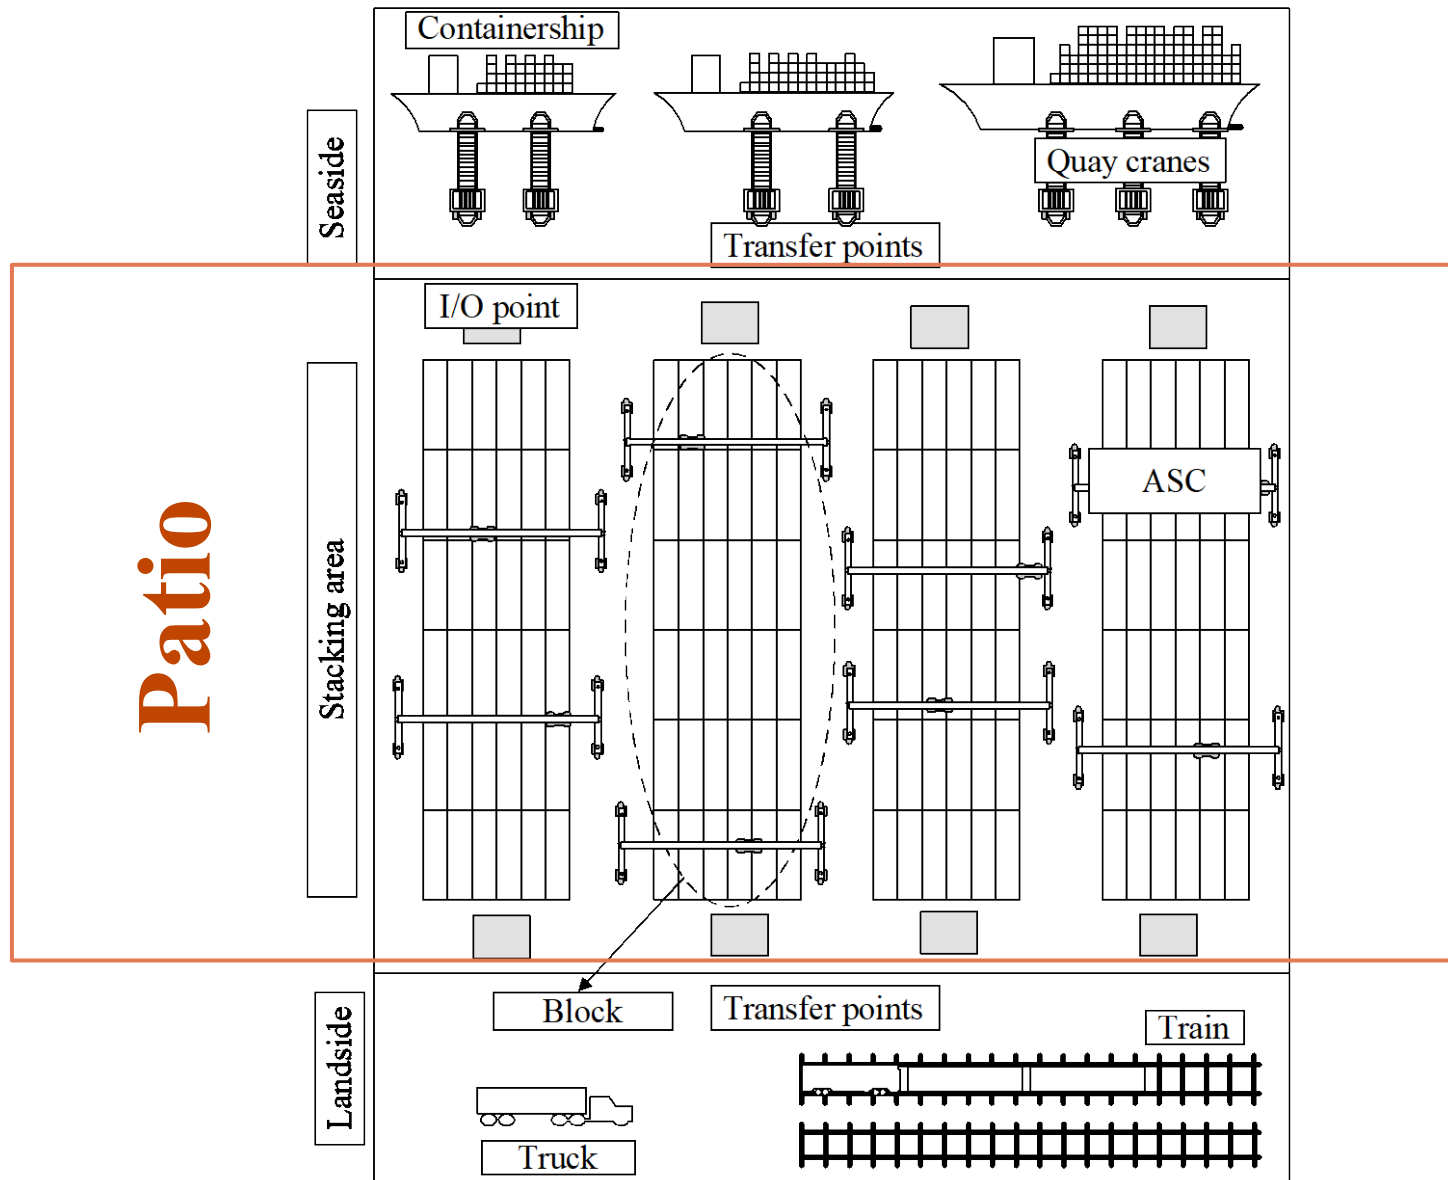 Containership
Quay cranes
Seaside
Transfer points
I/O point
ASC
Patio
Stacking area
Block
Transfer points
Train
Landside
Truck